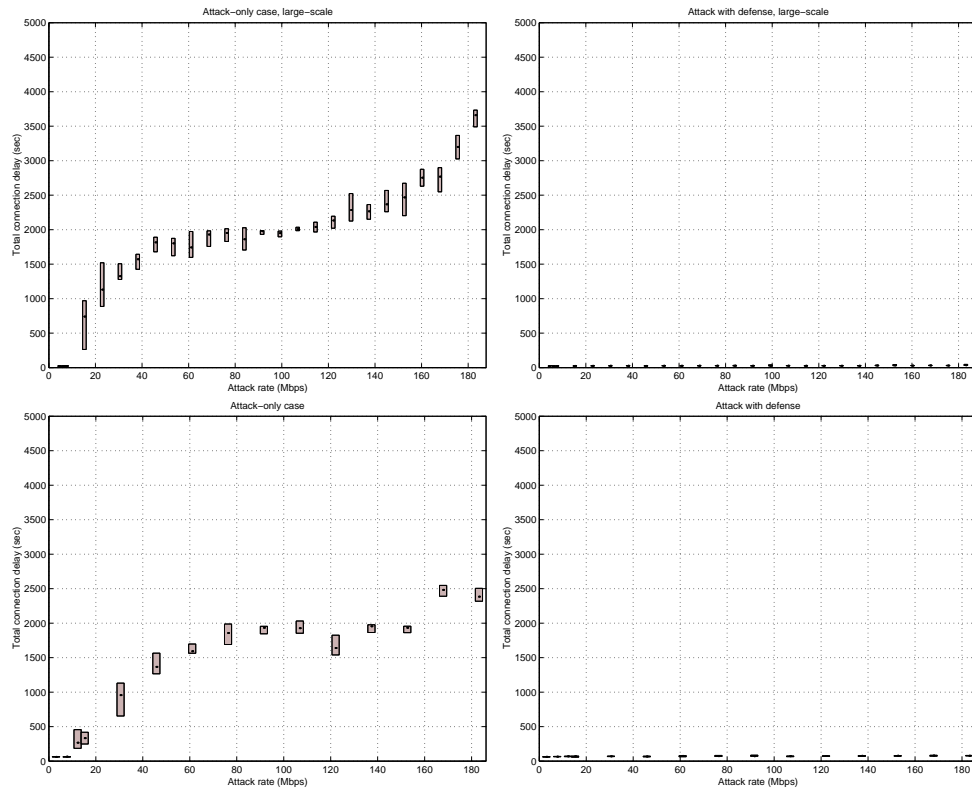 Attack−only case, large−scale
5000
4500
4000
3500
3000
2500
2000
1500
1000
500
0
Total connection delay (sec)
20 40 60 80 100 120 140 160 180
Attack rate (Mbps)
Attack with defense, large−scale
5000
4500
4000
3500
3000
2500
2000
1500
1000
500
0
Total connection delay (sec)
20 40 60 80 100 120 140 160 180
Attack rate (Mbps)
Attack−only case
5000
4500
4000
3500
3000
2500
2000
1500
1000
500
0
Total connection delay (sec)
20 40 60 80 100 120 140 160 180
Attack rate (Mbps)
Attack with defense
5000
4500
4000
3500
3000
2500
2000
1500
1000
500
0
Total connection delay (sec)
20 40 60 80 100 120 140 160 180
Attack rate (Mbps)